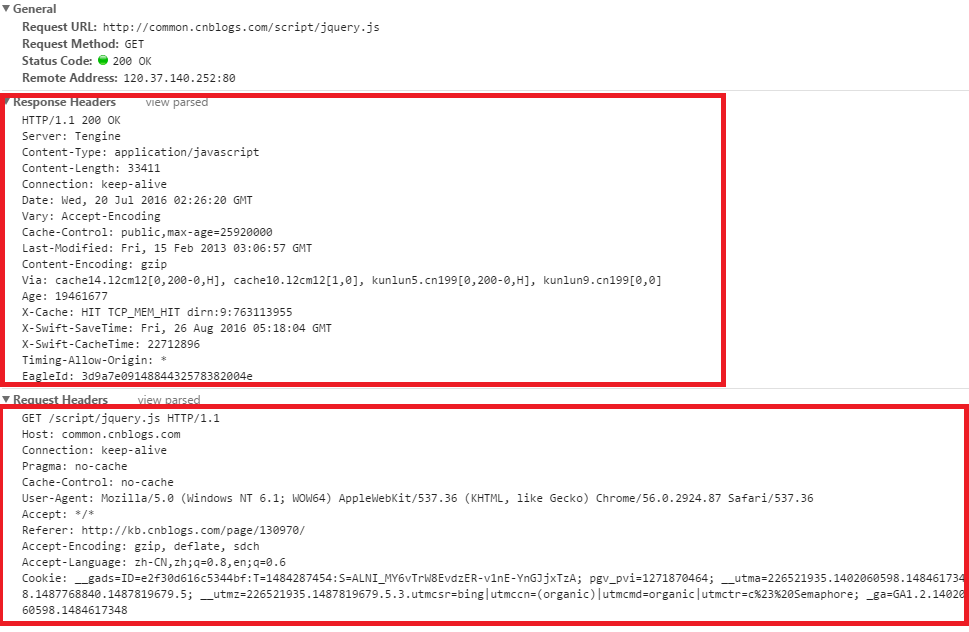 ▼ General
Request URL: http://common.cnblogs.com/script/jquery.js
Request Method: GET
Status Code: 200 OK
Remote Address: 120.37.140.252:80
▼ Response Headers view parsed
HTTP/1.1 200 OK
Server: Tengine
Content-Type: application/javascript
Content-Length: 33411
Connection: keep-alive
Date: Wed, 20 Jul 2016 02:26:20 GMT
Vary: Accept-Encoding
Cache-Control: public,max-age=25920000
Last-Modified: Fri, 15 Feb 2013 03:06:57 GMT
Content-Encoding: gzip
Via: cache14.l2cm12[0,200-0,H], cache10.l2cm12[1,0], kunlun5.cn199[0,200-0,H], kunlun9.cn199[0,0]
Age: 19461677
X-Cache: HIT TCP_MEM_HIT dirn:9:763113955
X-Swift-SaveTime: Fri, 26 Aug 2016 05:18:04 GMT
X-Swift-CacheTime: 22712896
Timing-Allow-Origin: *
EagleId: 3d9a7e0914884432578382004e
▼ Request Headers view parsed
GET /script/jquery.js HTTP/1.1
Host: common.cnblogs.com
Connection: keep-alive
Pragma: no-cache
Cache-Control: no-cache
User-Agent: Mozilla/5.0 (Windows NT 6.1; WOW64) AppleWebKit/537.36 (KHTML, like Gecko) Chrome/56.0.2924.87 Safari/537.36
Accept: */*
Referer: http://kb.cnblogs.com/page/130970/
Accept-Encoding: gzip, deflate, sdch
Accept-Language: zh-CN,zh;q=0.8,en;q=0.6
Cookie: __gads=ID=e2f30d616c5344bf:T=1484287454:S=ALNI_MY6vTrW8EvdzER-v1nE-YnGJjxTzA; pgv_pvi=1271870464; __utma=226521935.1402060598.148461734
8.1487768840.1487819679.5; __utmz=226521935.1487819679.5.3.utmcsr=bing|utmccn=(organic)|utmcmd=organic|utmctr=c%23%20Semaphore; _ga=GA1.2.14020
60598.1484617348